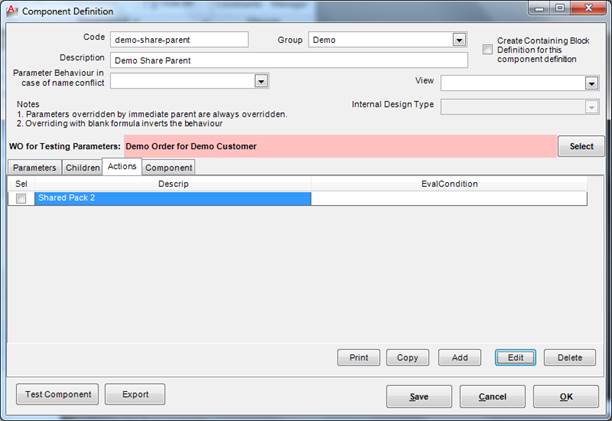 Component Definition
Code demo-share-parent Group Demo Create Containing Block
Definition for this
component definition
Description Demo Share Parent
Parameter Behaviour in
case of name conflict View
Notes Internal Design Type
1. Parameters overridden by immediate parent are always overridden.
2. Overriding with blank formula inverts the behaviour
WO for Testing Parameters: Demo Order for Demo Customer Select
Parameters Children Actions Component
Sel Descrip EvalCondition
Shared Pack 2
Print Copy Add Edit Delete
Test Component Export Save Cancel OK